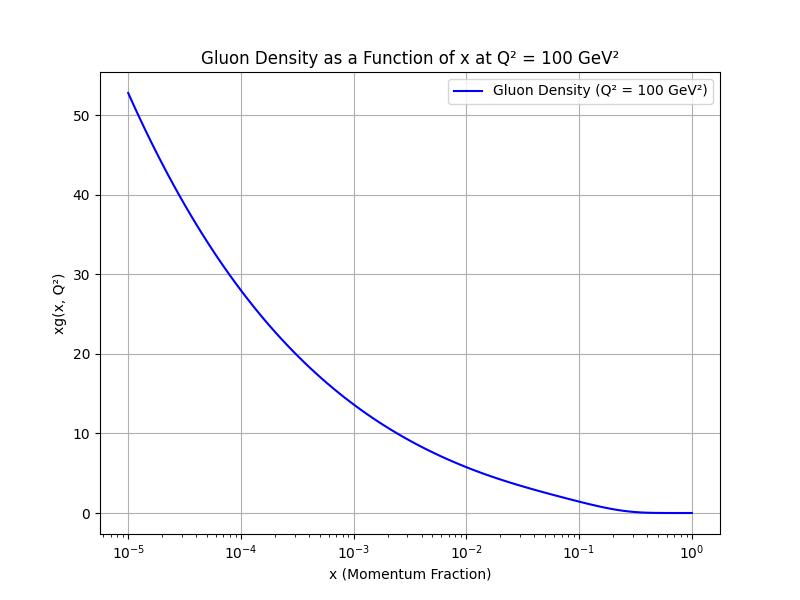 Gluon Density as a Function of x at Q² = 100 GeV²
Gluon Density (Q² = 100 GeV²)
xg(x, Q²)
50
40
30
20
10
0
10⁻⁵ 10⁻⁴ 10⁻³ 10⁻² 10⁻¹ 10⁰
x (Momentum Fraction)